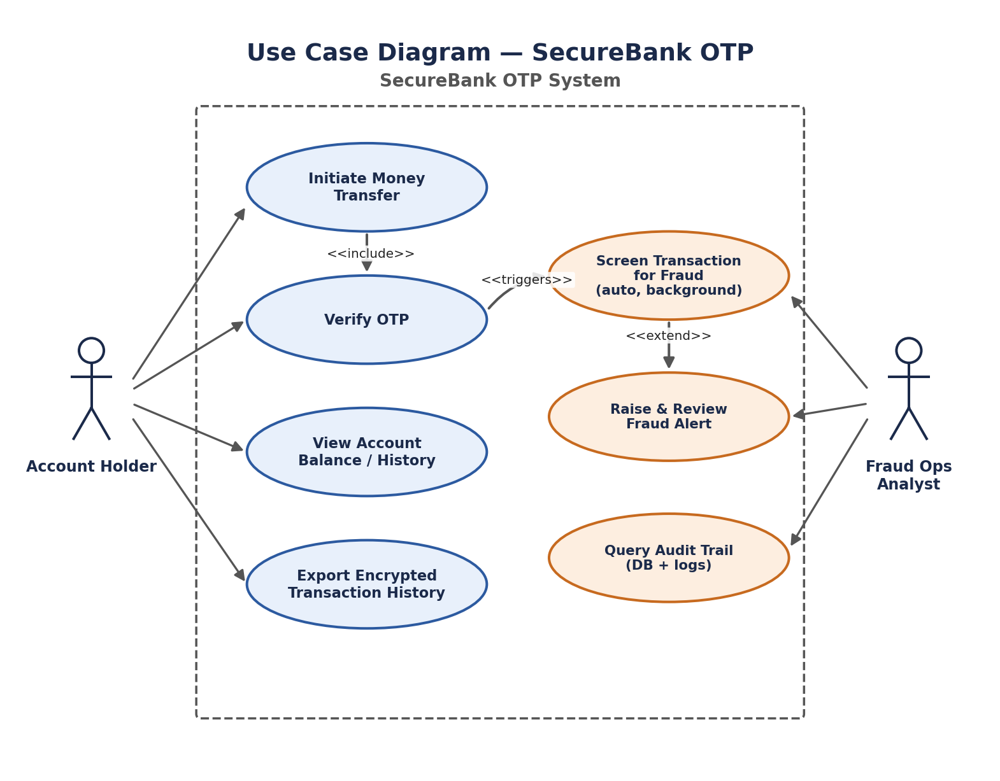 Use Case Diagram — SecureBank OTP
SecureBank OTP System
Initiate Money
Transfer
<<include>>
Verify OTP
<<triggers>>
Screen Transaction
for Fraud
(auto, background)
<<extend>>
Raise & Review
Fraud Alert
View Account
Balance / History
Account Holder
Fraud Ops
Analyst
Query Audit Trail
(DB + logs)
Export Encrypted
Transaction History